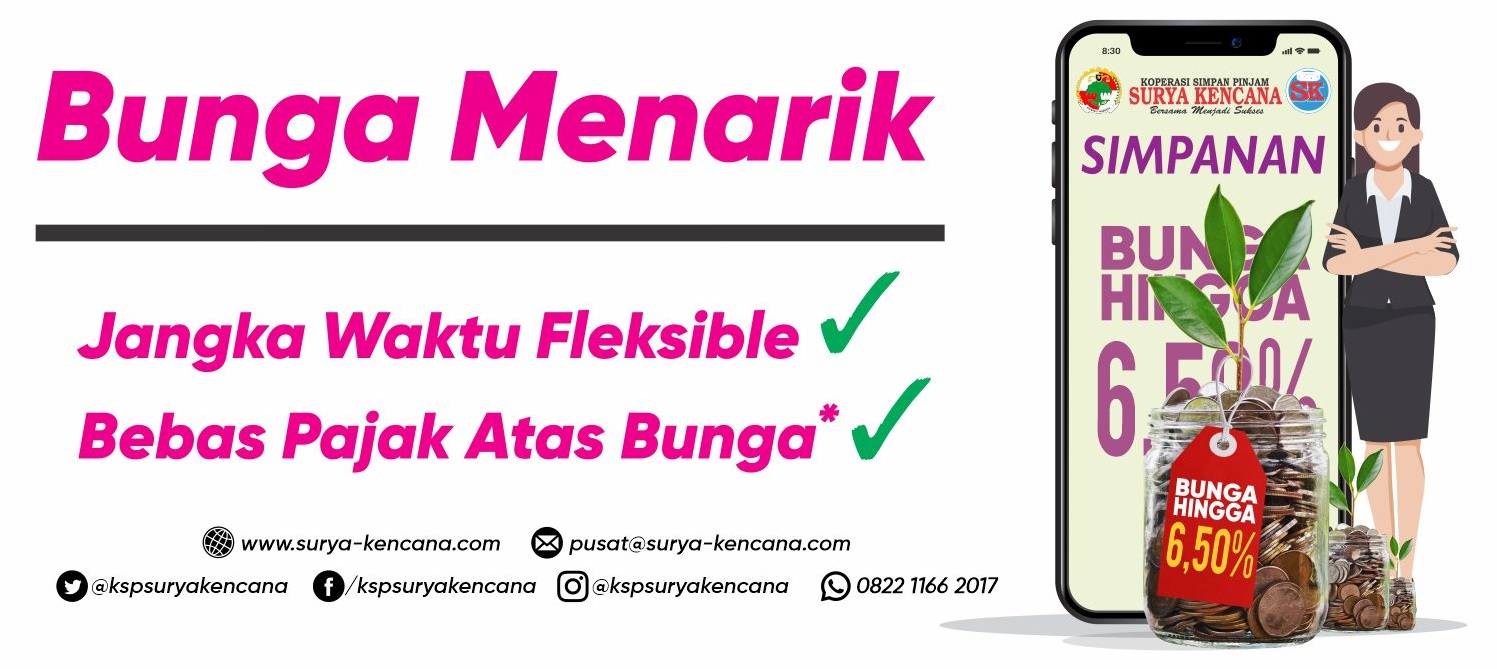 Bunga Menarik
Jangka Waktu Fleksible
Bebas Pajak Atas Bunga*
www.surya-kencana.com
pusat@surya-kencana.com
@kspsuryakencana
/kspsuryakencana
@kspsuryakencana
0822 1166 2017
8:30
KOPERASI SIMPAN PINJAM
SURYA KENCANA
Bersama Menjadi Sukses
SK
SIMPANAN
BUNGA
HINGGA
6,50%
BUNGA
HINGGA
6,50%